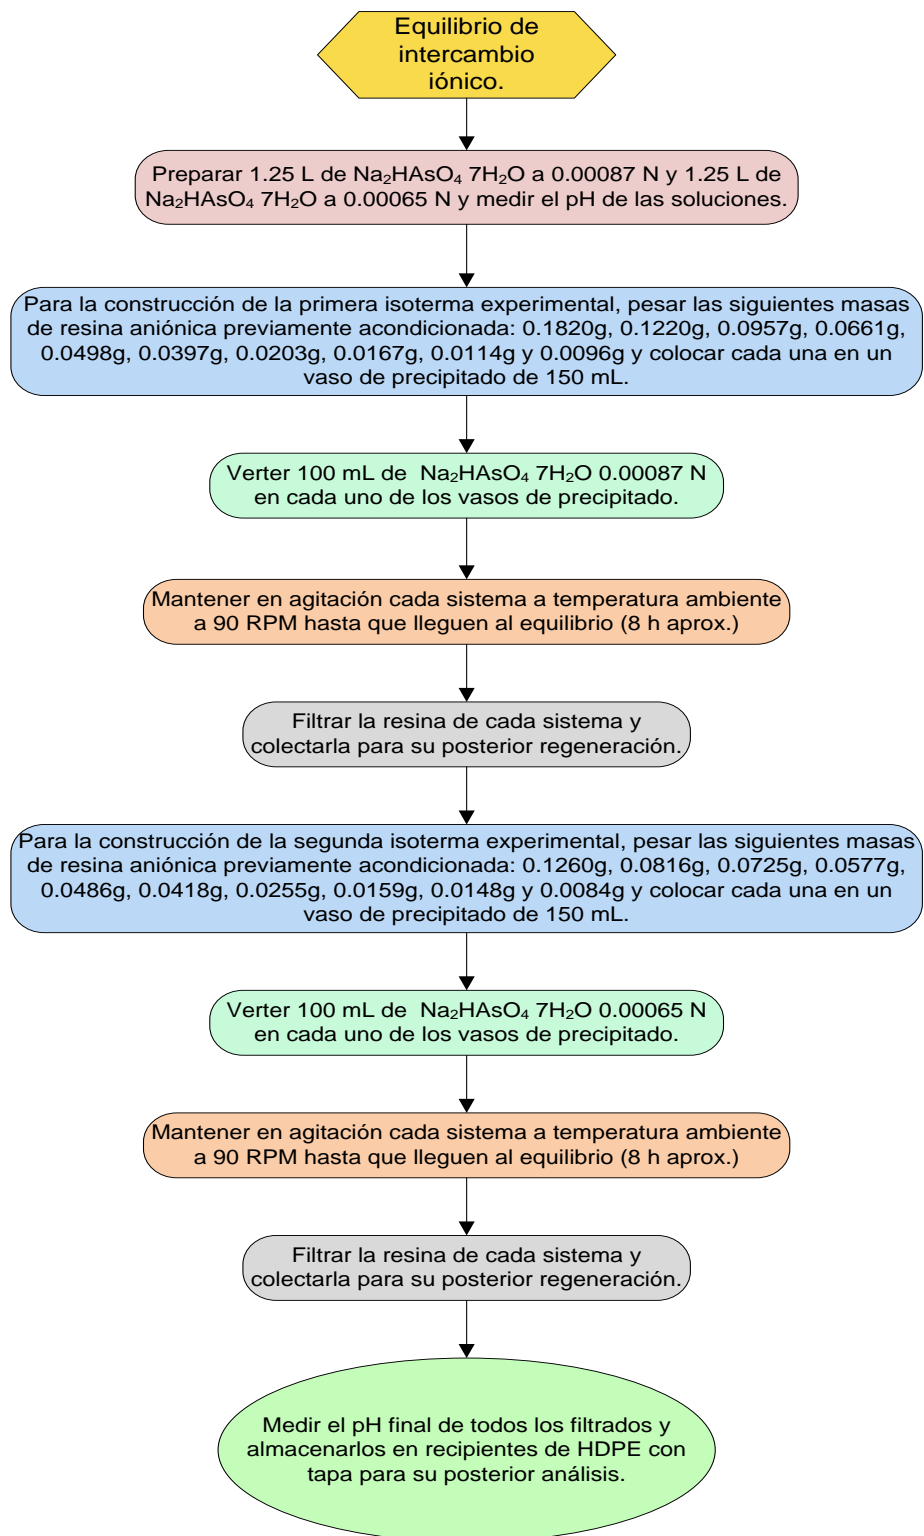 Equilibrio de
intercambio
iónico.
Preparar 1.25 L de Na₂HAsO₄ 7H₂O a 0.00087 N y 1.25 L de
Na₂HAsO₄ 7H₂O a 0.00065 N y medir el pH de las soluciones.
Para la construcción de la primera isoterma experimental, pesar las siguientes masas
de resina aniónica previamente acondicionada: 0.1820g, 0.1220g, 0.0957g, 0.0661g,
0.0498g, 0.0397g, 0.0203g, 0.0167g, 0.0114g y 0.0096g y colocar cada una en un
vaso de precipitado de 150 mL.
Verter 100 mL de  Na₂HAsO₄ 7H₂O 0.00087 N
en cada uno de los vasos de precipitado.
Mantener en agitación cada sistema a temperatura ambiente
a 90 RPM hasta que lleguen al equilibrio (8 h aprox.)
Filtrar la resina de cada sistema y
colectarla para su posterior regeneración.
Para la construcción de la segunda isoterma experimental, pesar las siguientes masas
de resina aniónica previamente acondicionada: 0.1260g, 0.0816g, 0.0725g, 0.0577g,
0.0486g, 0.0418g, 0.0255g, 0.0159g, 0.0148g y 0.0084g y colocar cada una en un
vaso de precipitado de 150 mL.
Verter 100 mL de  Na₂HAsO₄ 7H₂O 0.00065 N
en cada uno de los vasos de precipitado.
Mantener en agitación cada sistema a temperatura ambiente
a 90 RPM hasta que lleguen al equilibrio (8 h aprox.)
Filtrar la resina de cada sistema y
colectarla para su posterior regeneración.
Medir el pH final de todos los filtrados y
almacenarlos en recipientes de HDPE con
tapa para su posterior análisis.